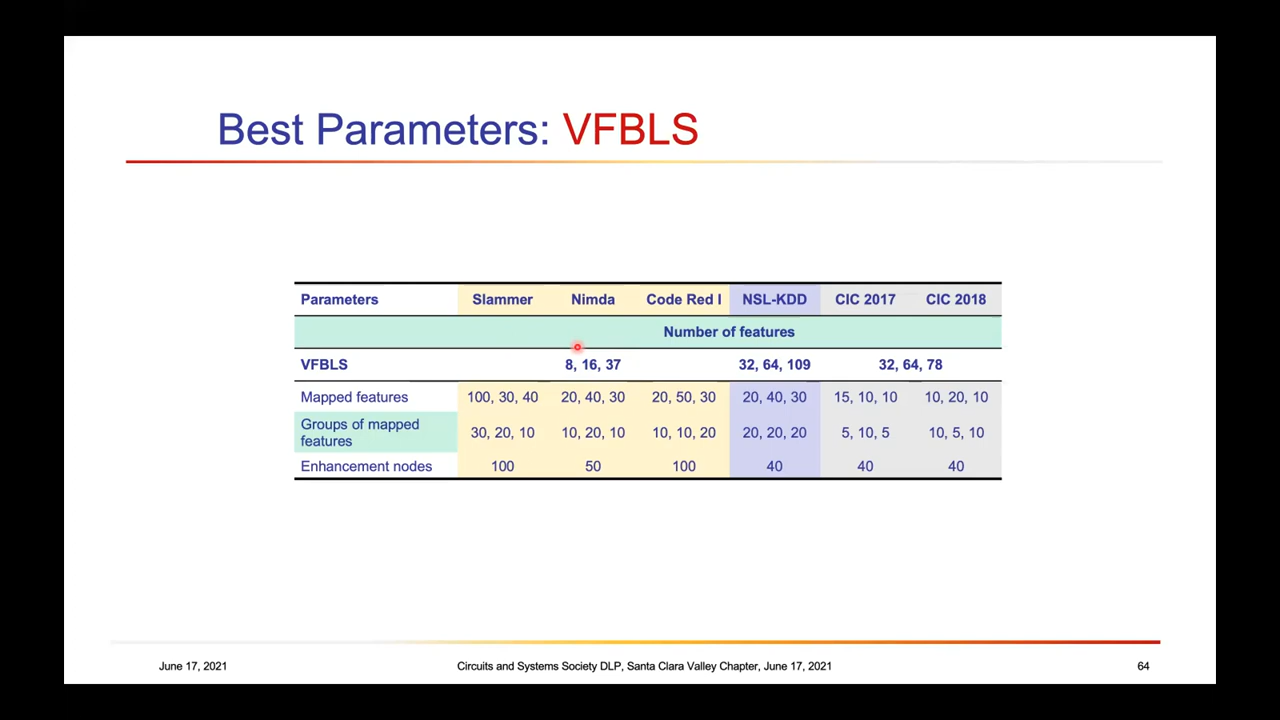 Best Parameters: VFBLS
Parameters Slammer Nimda Code Red I NSL-KDD CIC 2017 CIC 2018
Number of features
VFBLS 8, 16, 37 32, 64, 109 32, 64, 78
Mapped features 100, 30, 40 20, 40, 30 20, 50, 30 20, 40, 30 15, 10, 10 10, 20, 10
Groups of mapped
features 30, 20, 10 10, 20, 10 10, 10, 20 20, 20, 20 5, 10, 5 10, 5, 10
Enhancement nodes 100 50 100 40 40 40
June 17, 2021 Circuits and Systems Society DLP, Santa Clara Valley Chapter, June 17, 2021 64